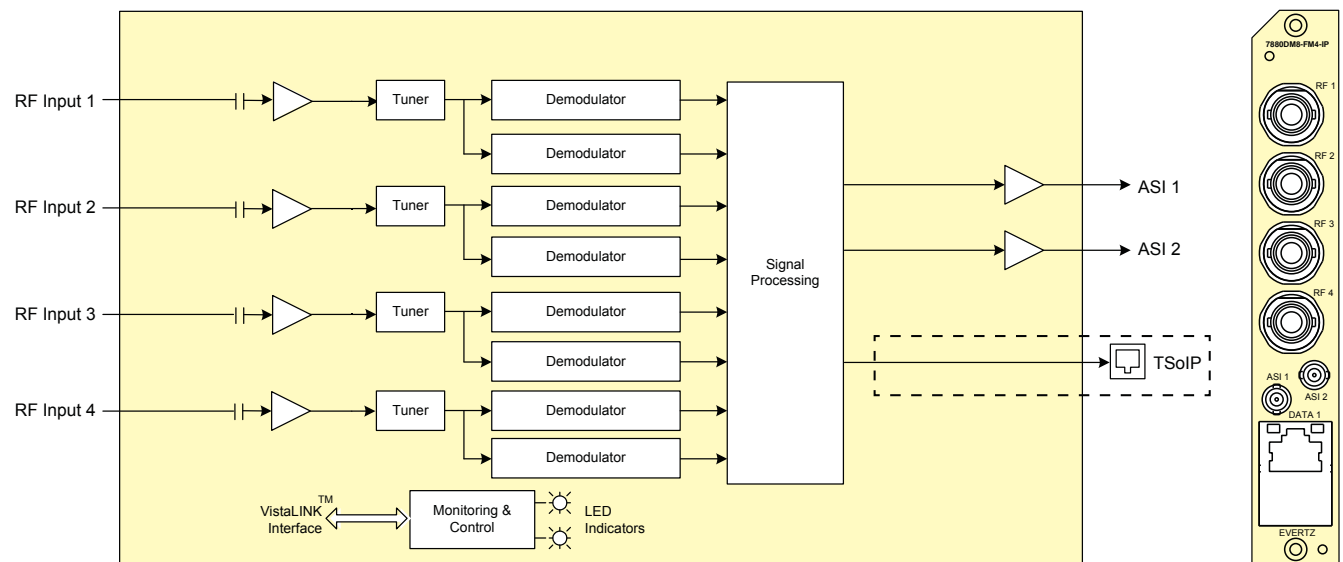 RF Input 1
Tuner
Demodulator
Demodulator
RF Input 2
Tuner
Demodulator
Demodulator
RF Input 3
Tuner
Demodulator
Demodulator
RF Input 4
Tuner
Demodulator
Demodulator
Signal
Processing
ASI 1
ASI 2
TSoIP
VistaLINK TM
Interface
Monitoring &
Control
LED
Indicators
7880DM8-FM4-IP
RF 1
RF 2
RF 3
RF 4
ASI 1
ASI 2
DATA 1
EVERTZ